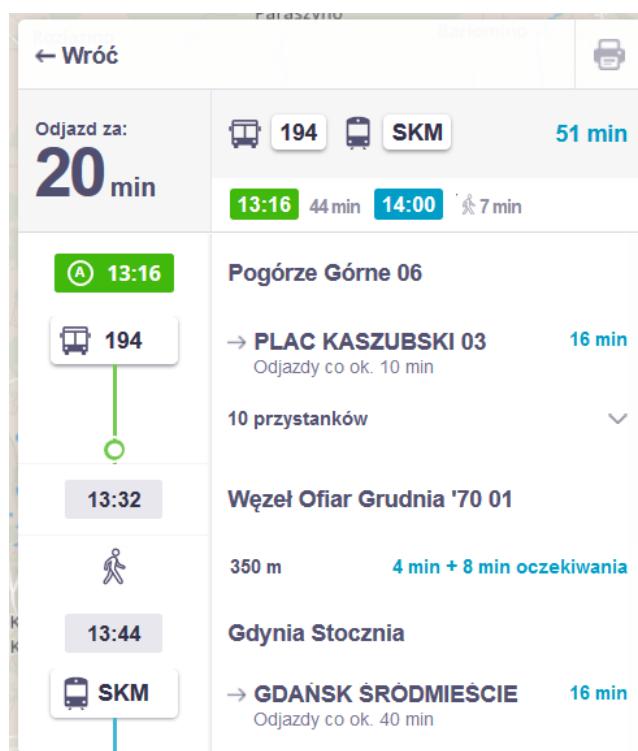 Paraszyno
← Wróć
Odjazd za:
20 min
194 SKM 51 min
13:16 44 min 14:00 7 min
A 13:16 Pogórze Górne 06
194 → PLAC KASZUBSKI 03 16 min
Odjazdy co ok. 10 min
10 przystanków
13:32 Węzeł Ofiar Grudnia '70 01
350 m 4 min + 8 min oczekiwania
13:44 Gdynia Stocznia
SKM → GDAŃSK ŚRÓDMIEŚCIE 16 min
Odjazdy co ok. 40 min